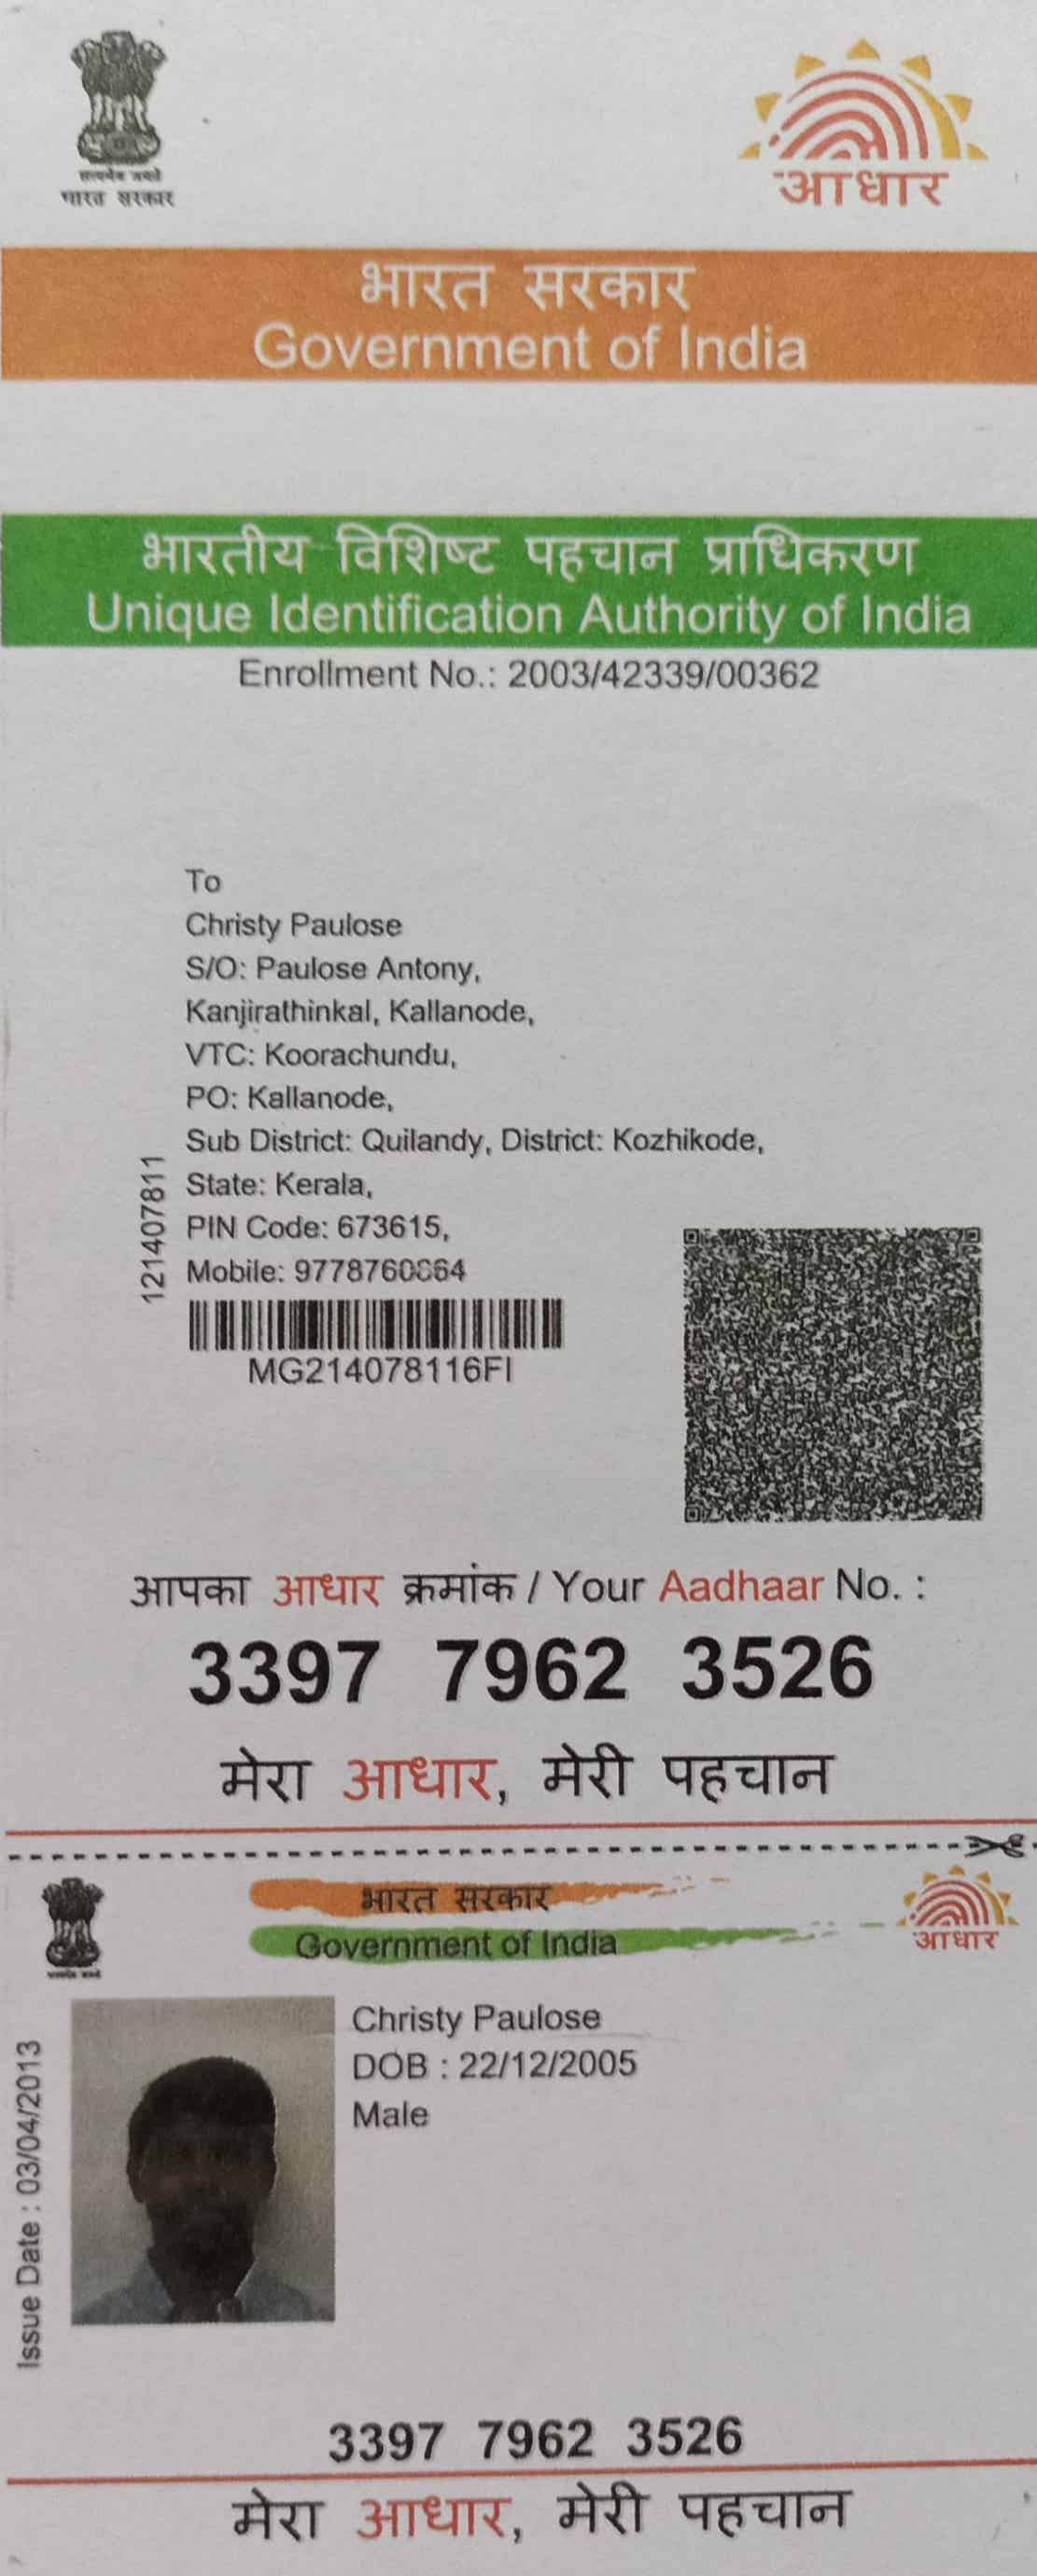 सत्यमेव जयते
भारत सरकार
आधार
भारत सरकार
Government of India
भारतीय विशिष्ट पहचान प्राधिकरण
Unique Identification Authority of India
Enrollment No.: 2003/42339/00362
To
Christy Paulose
S/O: Paulose Antony,
Kanjirathinkal, Kallanode,
VTC: Koorachundu,
PO: Kallanode,
Sub District: Quilandy, District: Kozhikode,
State: Kerala,
PIN Code: 673615,
Mobile:
121407811
MG214078116FI
आपका आधार क्रमांक / Your Aadhaar No. :
3397 7962 3526
मेरा आधार, मेरी पहचान
भारत सरकार
Government of India
आधार
Christy Paulose
DOB : 22/12/2005
Male
Issue Date : 03/04/2013
3397 7962 3526
मेरा आधार, मेरी पहचान